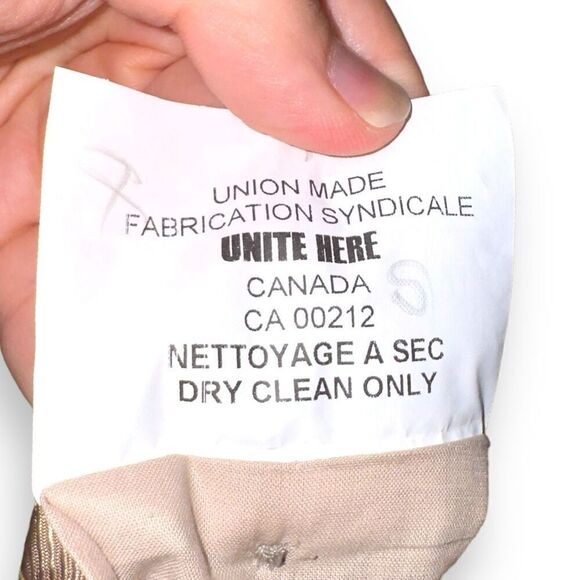 UNION MADE
FABRICATION SYNDICALE
UNITE HERE
CANADA
CA 00212
NETTOYAGE A SEC
DRY CLEAN ONLY